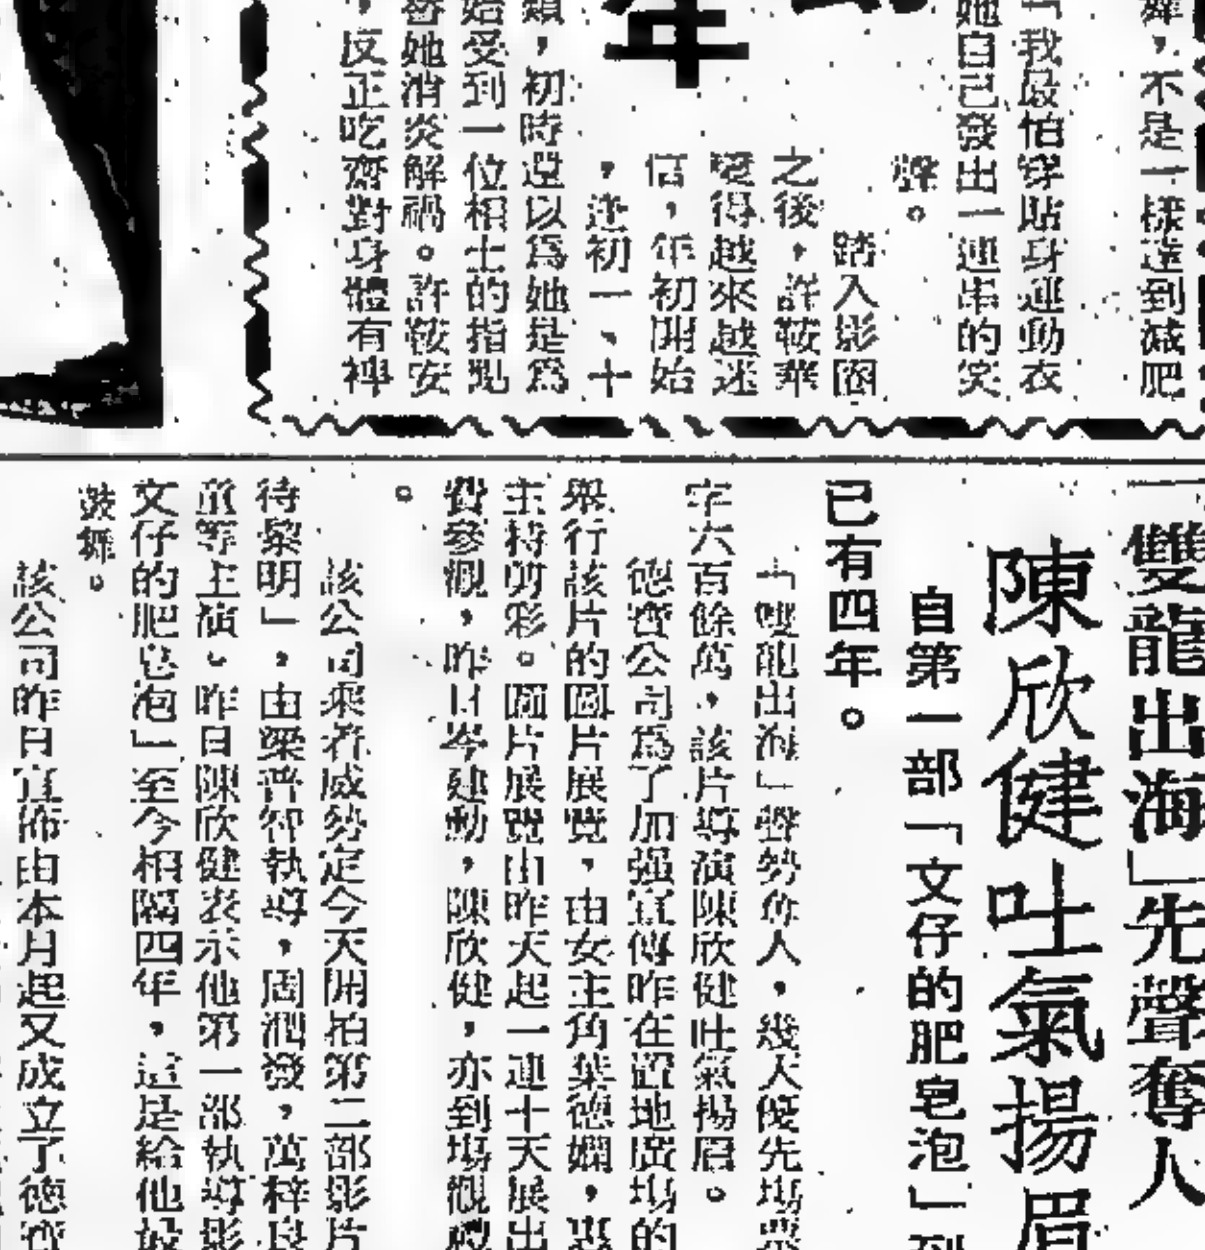 舞，不是一樣達到減肥
「我最怕穿貼身運動衣
她自己發出一連串的笑
聲。
踏入影圈
之後，許鞍華
變得越來越迷
信，年初開始
，逢初一、十
年
類，初時還以為她是為
始受到一位相士的指點
她消炎解禍。許鞍安
，反正吃齋對身體有裨
「雙龍出海」先聲奪人
陳欣健吐氣揚眉
自第一部「文仔的肥皂泡」到
已有四年。
「雙龍出海」聲勢奪人，幾天優先場票
字六百餘萬，該片導演陳欣健吐氣揚眉。
德寶公司為了加强宣傳昨在置地廣場的
舉行該片的圖片展覽，由女主角葉德嫻，
主持剪彩。圖片展覽由昨天起一連十天展出
費參觀，昨日岑建勳，陳欣健，亦到場觀禮
。
該公司來者威勢定今天開拍第二部影片
待黎明」，由梁普智執導，周潤發，萬梓良
童等主演。昨日陳欣健表示他第一部執導影
文仔的肥皂泡」至今相隔四年，這是給他最
鼓舞。
該公司昨日宣佈由本月起又成立了德寶